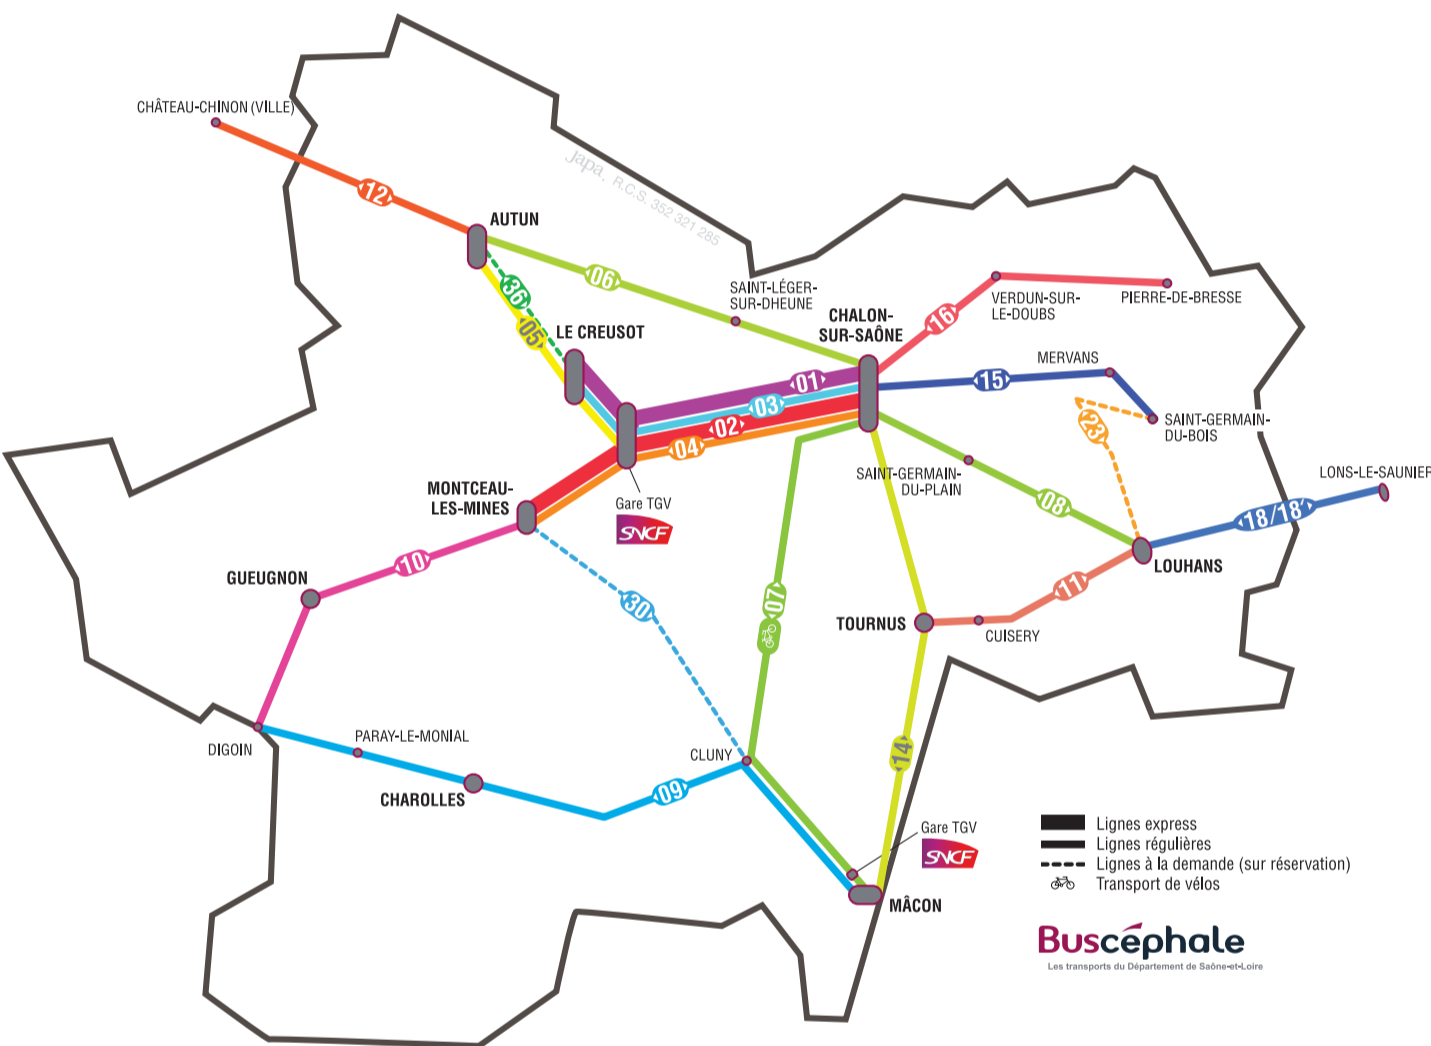 CHÂTEAU-CHINON (VILLE)
Japa. R.C.S. 352 321 285
12
AUTUN
06
36
05
SAINT-LÉGER-
SUR-DHEUNE
LE CREUSOT
CHALON-
SUR-SAÔNE
16
VERDUN-SUR-
LE-DOUBS
PIERRE-DE-BRESSE
MERVANS
01
03
02
04
15
23
SAINT-GERMAIN-
DU-BOIS
SAINT-GERMAIN-
DU-PLAIN
08
LONS-LE-SAUNIER
18/18'
LOUHANS
MONTCEAU-
LES-MINES
Gare TGV
SNCF
10
GUEUGNON
30
07
TOURNUS
11
CUISERY
DIGOIN
PARAY-LE-MONIAL
CHAROLLES
09
CLUNY
14
Gare TGV
SNCF
MÂCON
Lignes express
Lignes régulières
Lignes à la demande (sur réservation)
Transport de vélos
Buscéphale
Les transports du Département de Saône-et-Loire